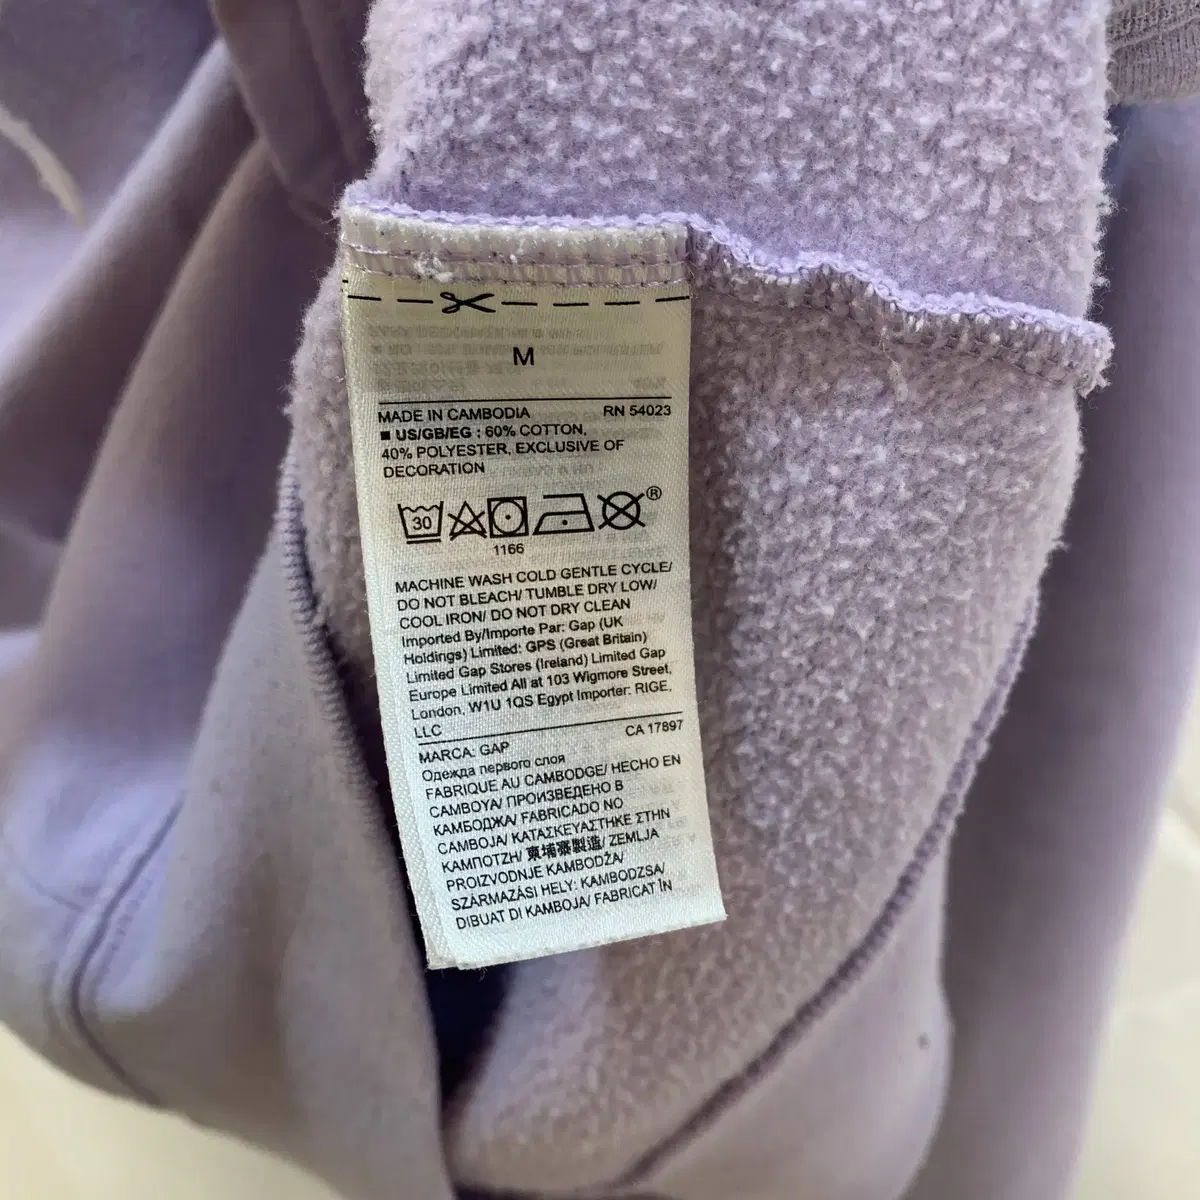 M
MADE IN CAMBODIA RN 54023
■ US/GB/EG : 60% COTTON,
40% POLYESTER, EXCLUSIVE OF
DECORATION
30 ®
1166
MACHINE WASH COLD GENTLE CYCLE/
DO NOT BLEACH/ TUMBLE DRY LOW/
COOL IRON/ DO NOT DRY CLEAN
Imported By/Importe Par: Gap (UK
Holdings) Limited: GPS (Great Britain)
Limited Gap Stores (Ireland) Limited Gap
Europe Limited All at 103 Wigmore Street,
London, W1U 1QS Egypt Importer: RIGE,
LLC CA 17897
MARCA: GAP
Одежда первого слоя
FABRIQUE AU CAMBODGE/ HECHO EN
CAMBOYA/ ПРОИЗВЕДЕНО В
КАМБОДЖА/ FABRICADO NO
CAMBOJA/ ΚΑΤΑΣΚΕΥΑΣΤΗΚΕ ΣΤΗΝ
ΚΑΜΠΟΤΖΗ/ 東埔寨製造/ ZEMLJA
PROIZVODNJE KAMBODŽA/
SZÁRMAZÁSI HELY: KAMBODZSA/
DIBUAT DI KAMBOJA/ FABRICAT ÎN